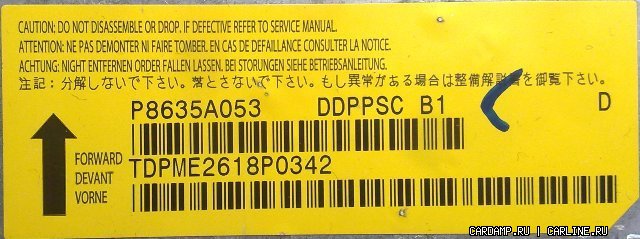 CAUTION: DO NOT DISASSEMBLE OR DROP. IF DEFECTIVE REFER TO SERVICE MANUAL.
ATTENTION: NE PAS DEMONTER NI FAIRE TOMBER. EN CAS DE DEFAILLANCE CONSULTER LA NOTICE.
ACHTUNG: NIGHT ENTFERNEN ORDER FALLEN LASSEN. BEI STORUNGEN SIEHE BETRIEBSANLEITUNG.
注記: 分解しないで下さい。落とさないで下さい。もし異常がある場合は整備解説書を御覧下さい。
P8635A053 DDPPSC B1 D
FORWARD
DEVANT
VORNE
TDPME2618P0342
CARDAMP.RU | CARLINE.RU